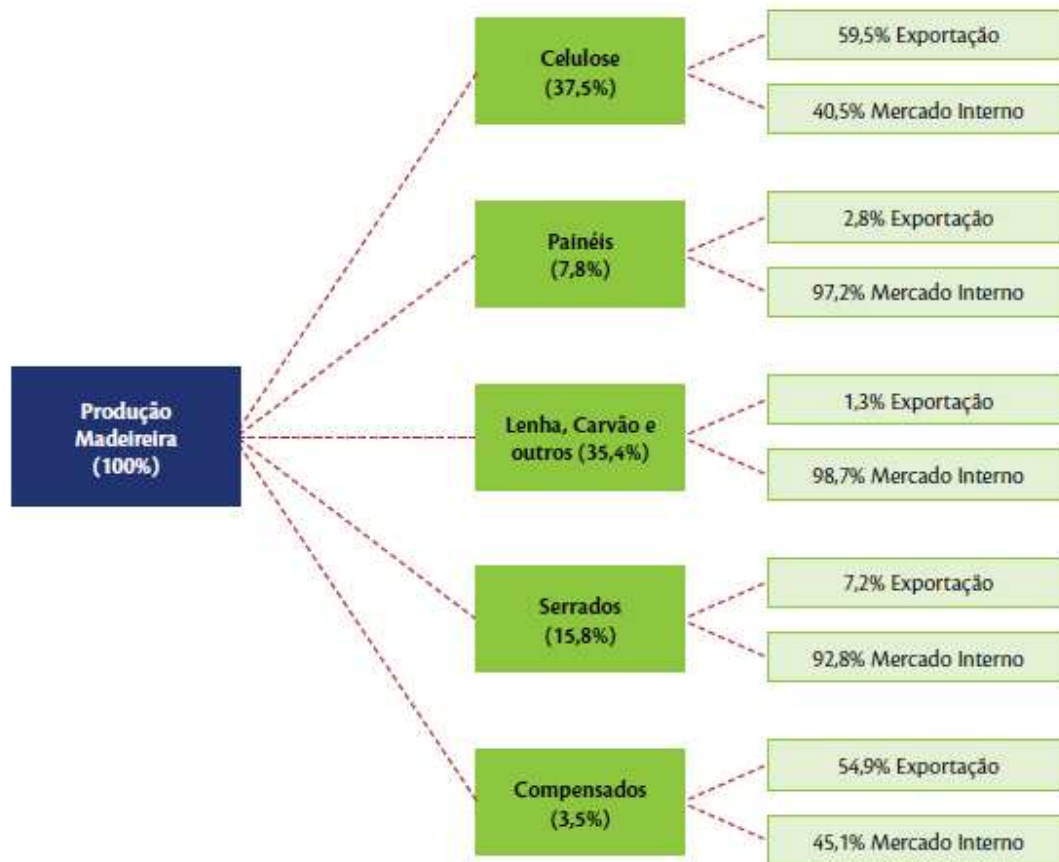 Produção
Madeireira
(100%)
Celulose
(37,5%)
59,5% Exportação
40,5% Mercado Interno
Painéis
(7,8%)
2,8% Exportação
97,2% Mercado Interno
Lenha, Carvão e
outros (35,4%)
1,3% Exportação
98,7% Mercado Interno
Serrados
(15,8%)
7,2% Exportação
92,8% Mercado Interno
Compensados
(3,5%)
54,9% Exportação
45,1% Mercado Interno